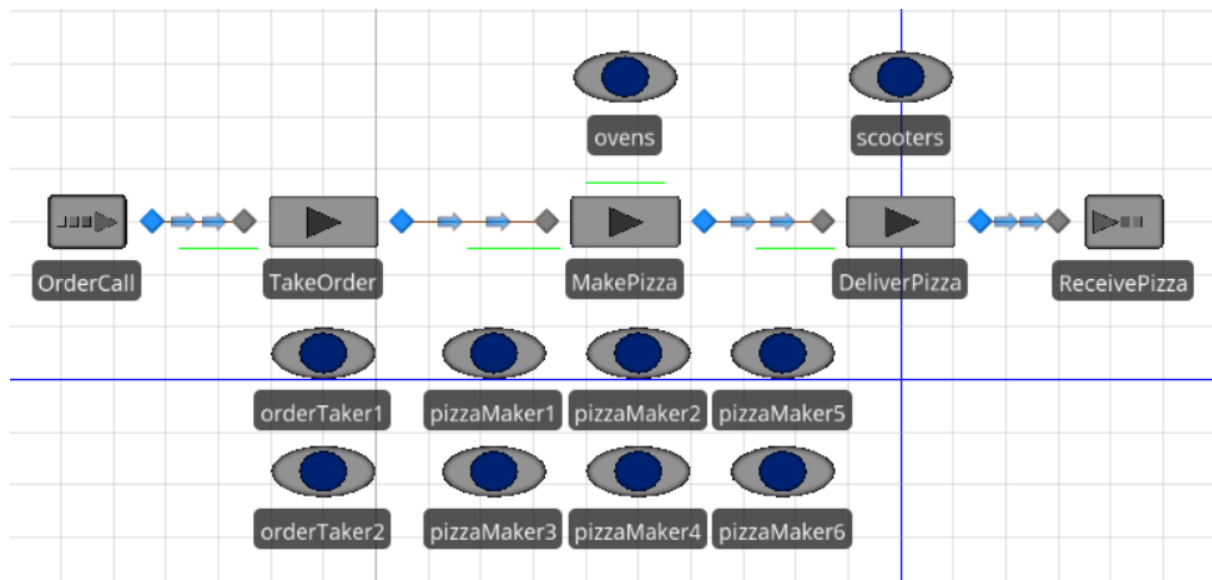 ovens
scooters
OrderCall
TakeOrder
MakePizza
DeliverPizza
ReceivePizza
orderTaker1
pizzaMaker1
pizzaMaker2
pizzaMaker5
orderTaker2
pizzaMaker3
pizzaMaker4
pizzaMaker6